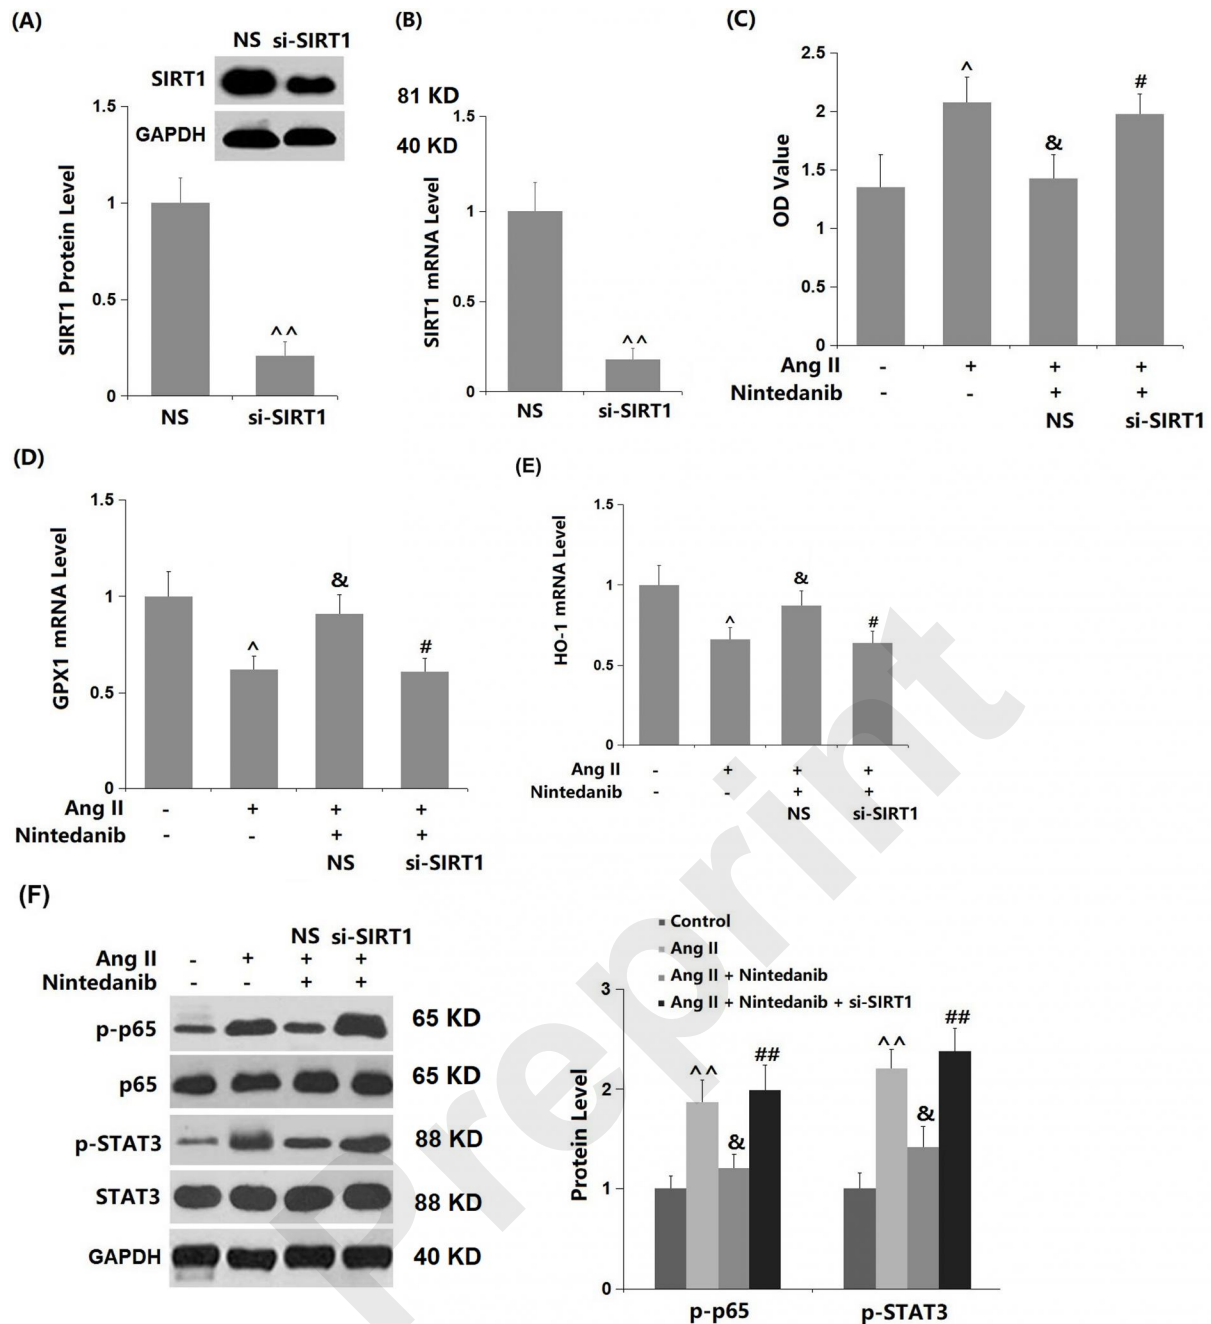 (A)
NS si-SIRT1
SIRT1
GAPDH
81 KD
40 KD
SIRT1 Protein Level
1.5
1
0.5
0
^^
NS si-SIRT1
(B)
SIRT1 mRNA Level
1.5
1
0.5
0
^^
NS si-SIRT1
(C)
OD Value
2.5
2
1.5
1
0.5
0
^ & #
Ang II - + + +
Nintedanib - - + +
NS si-SIRT1
(D)
GPX1 mRNA Level
1.5
1
0.5
0
^ & #
Ang II - + + +
Nintedanib - - + +
NS si-SIRT1
(E)
HO-1 mRNA Level
1.5
1
0.5
0
^ & #
Ang II - + + +
Nintedanib - - + +
NS si-SIRT1
(F)
NS si-SIRT1
Ang II - + + +
Nintedanib - - + +
p-p65 65 KD
p65 65 KD
p-STAT3 88 KD
STAT3 88 KD
GAPDH 40 KD
Control
Ang II
Ang II + Nintedanib
Ang II + Nintedanib + si-SIRT1
Protein Level
3
2
1
0
^^ & ## ^^ & ##
p-p65 p-STAT3
Preprint